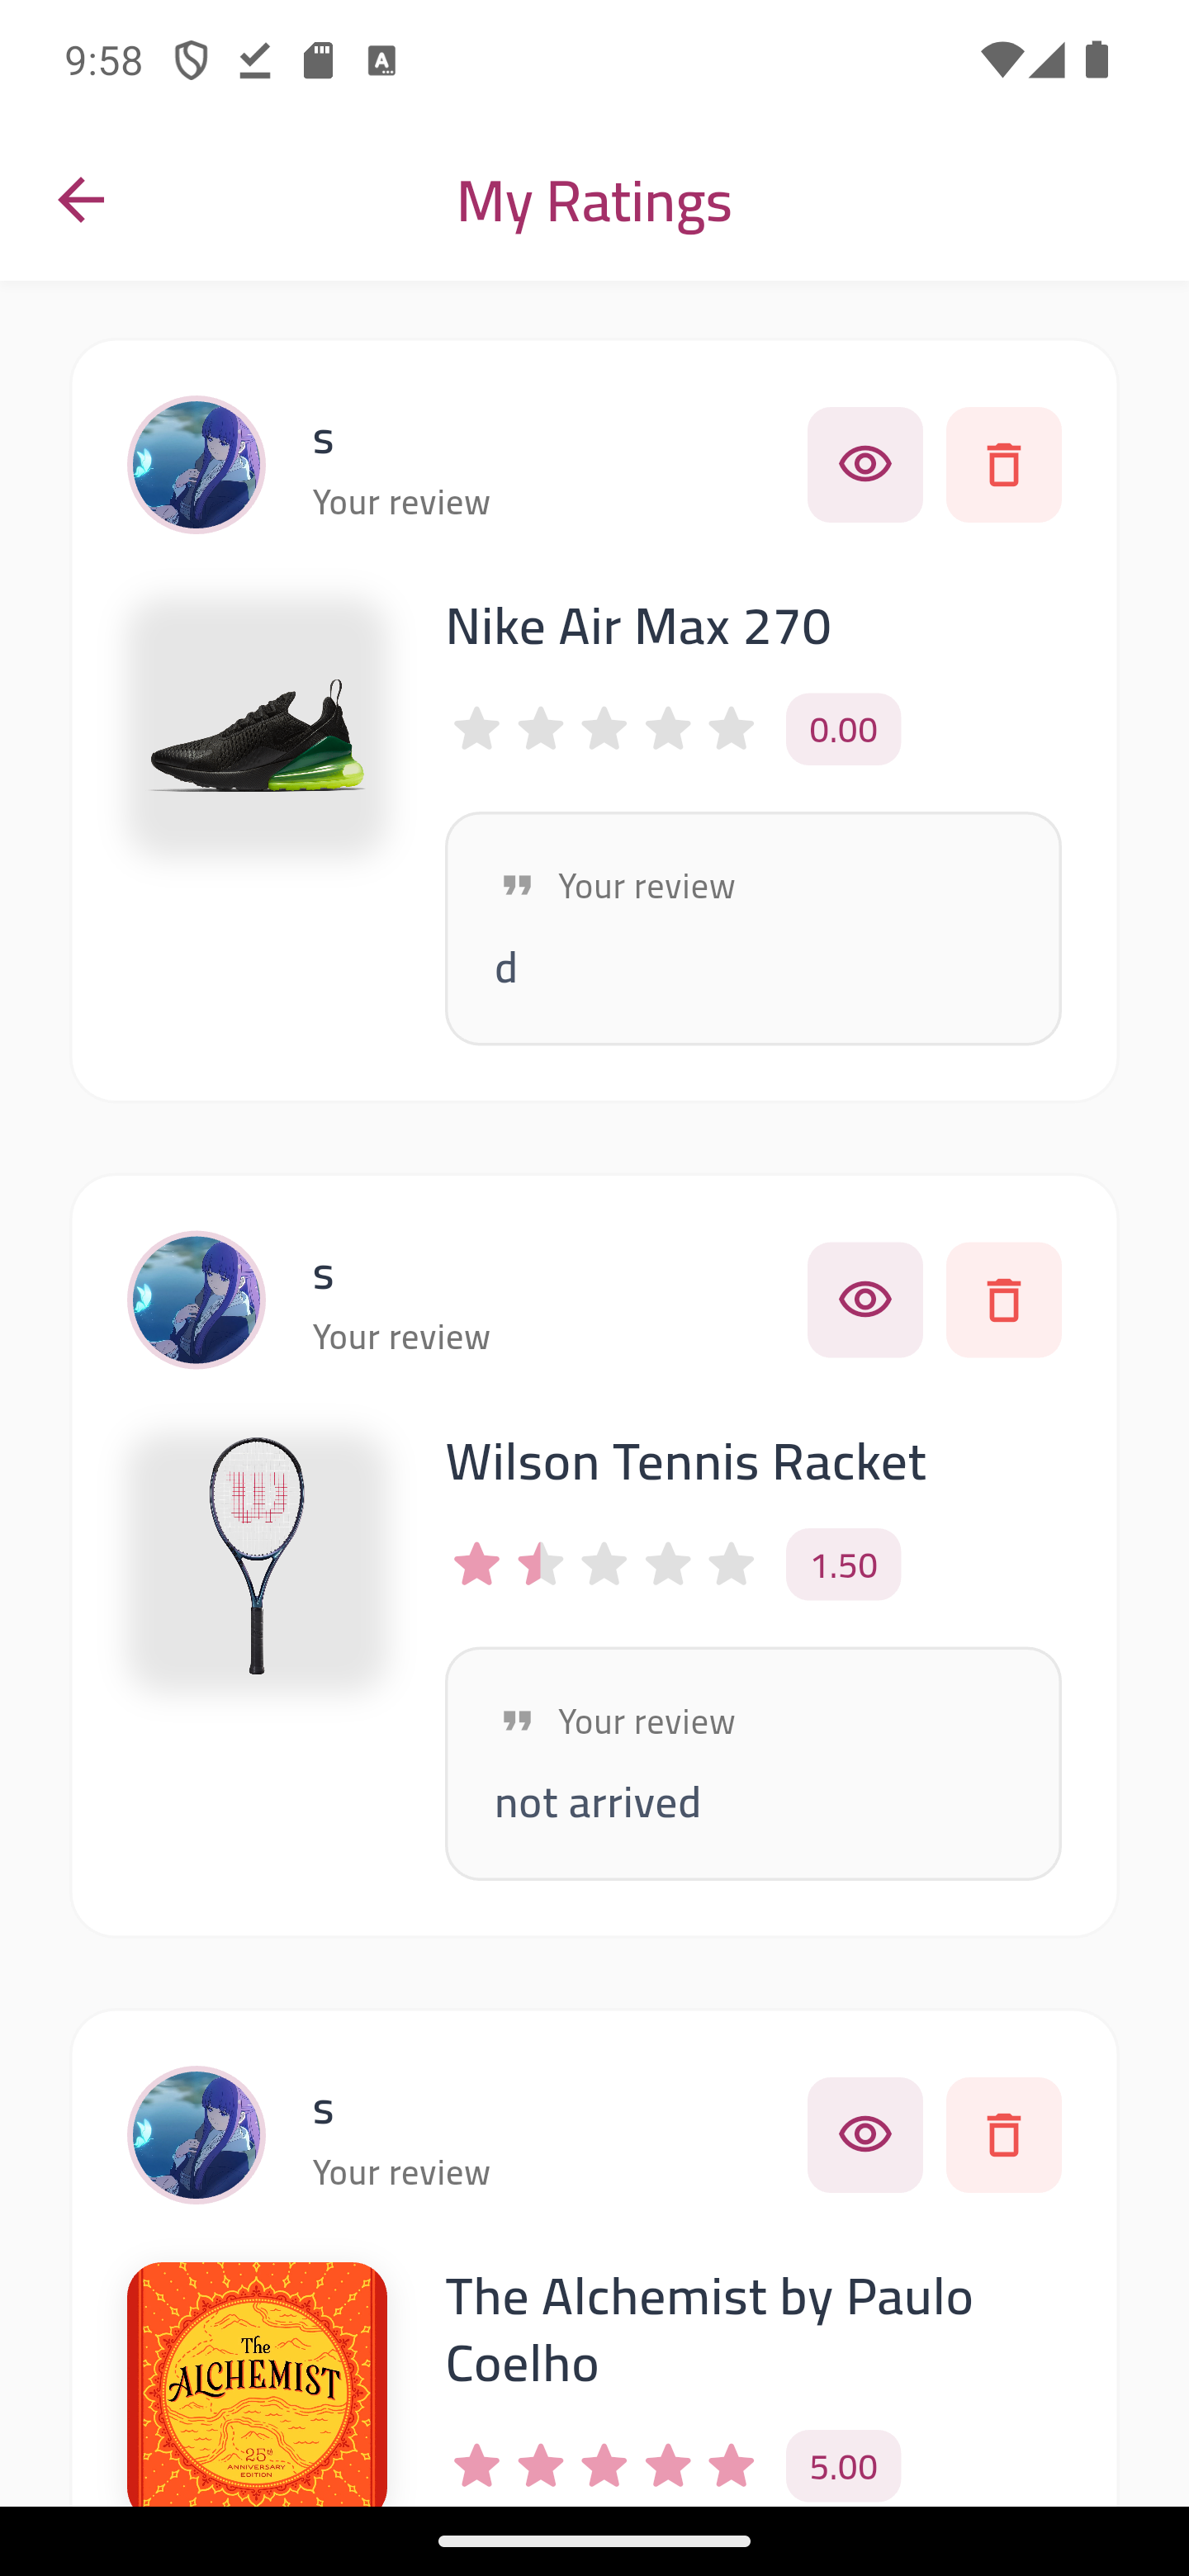 9:58
My Ratings
s
Your review
Nike Air Max 270
0.00
Your review
d
s
Your review
Wilson Tennis Racket
1.50
Your review
not arrived
s
Your review
The Alchemist by Paulo
Coelho
The
ALCHEMIST
25th
ANNIVERSARY
EDITION
5.00